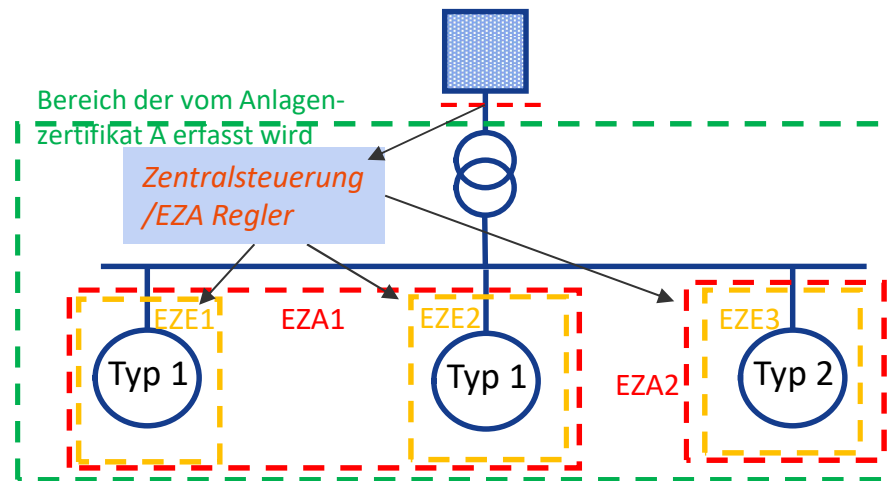 Bereich der vom Anlagen-
zertifikat A erfasst wird
Zentralsteuerung
/EZA Regler
EZE1
EZA1
EZE2
EZE3
Typ 1
Typ 1
EZA2
Typ 2